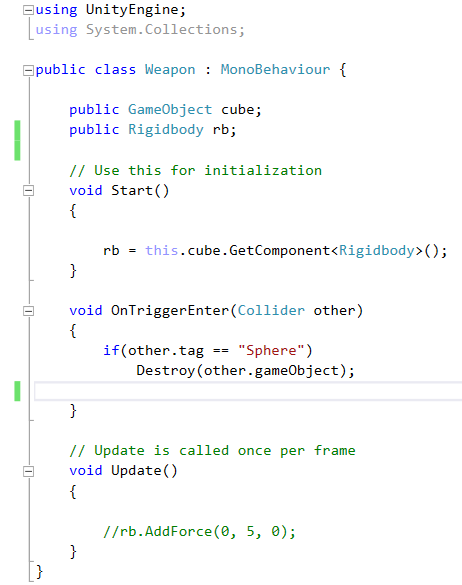 using UnityEngine;
using System.Collections;
public class Weapon : MonoBehaviour {
public GameObject cube;
public Rigidbody rb;
// Use this for initialization
void Start()
{
rb = this.cube.GetComponent<Rigidbody>();
}
void OnTriggerEnter(Collider other)
{
if(other.tag == "Sphere")
Destroy(other.gameObject);
}
// Update is called once per frame
void Update()
{
//rb.AddForce(0, 5, 0);
}
}